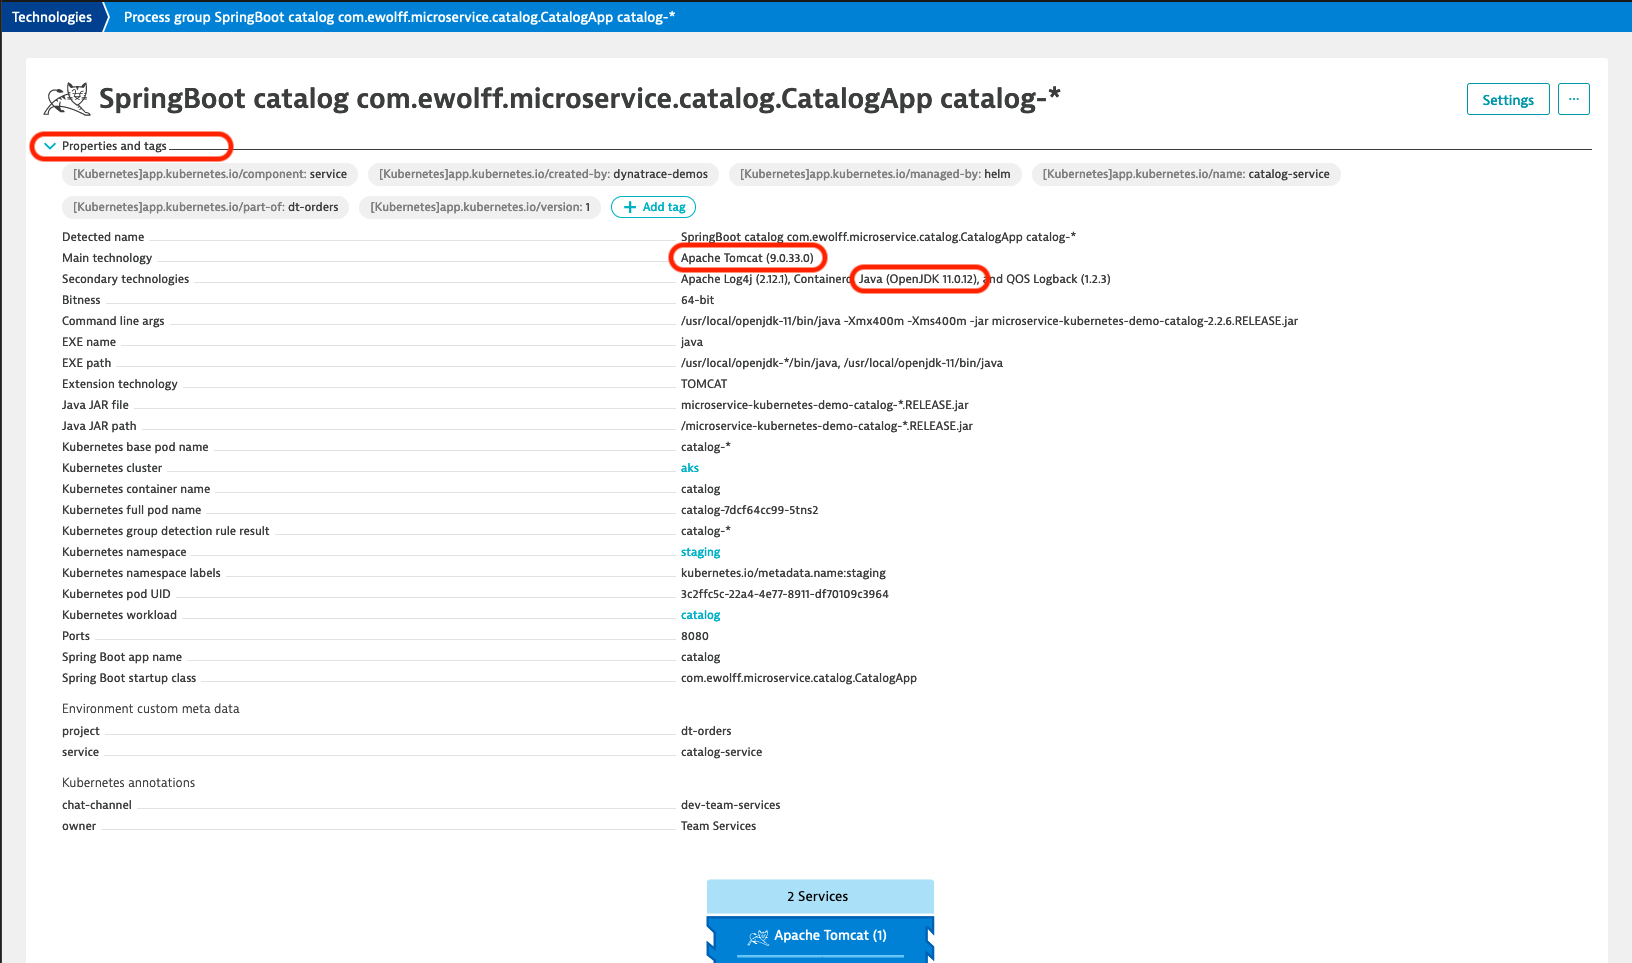 Technologies Process group SpringBoot catalog com.ewolff.microservice.catalog.CatalogApp catalog-*
SpringBoot catalog com.ewolff.microservice.catalog.CatalogApp catalog-*
Settings ...
Properties and tags
[Kubernetes]app.kubernetes.io/component: service [Kubernetes]app.kubernetes.io/created-by: dynatrace-demos [Kubernetes]app.kubernetes.io/managed-by: helm [Kubernetes]app.kubernetes.io/name: catalog-service
[Kubernetes]app.kubernetes.io/part-of: dt-orders [Kubernetes]app.kubernetes.io/version: 1 + Add tag
Detected name SpringBoot catalog com.ewolff.microservice.catalog.CatalogApp catalog-*
Main technology Apache Tomcat (9.0.33.0)
Secondary technologies Apache Log4j (2.12.1), Containerd Java (OpenJDK 11.0.12), and QOS Logback (1.2.3)
Bitness 64-bit
Command line args /usr/local/openjdk-11/bin/java -Xmx400m -Xms400m -jar microservice-kubernetes-demo-catalog-2.2.6.RELEASE.jar
EXE name java
EXE path /usr/local/openjdk-*/bin/java, /usr/local/openjdk-11/bin/java
Extension technology TOMCAT
Java JAR file microservice-kubernetes-demo-catalog-*.RELEASE.jar
Java JAR path /microservice-kubernetes-demo-catalog-*.RELEASE.jar
Kubernetes base pod name catalog-*
Kubernetes cluster aks
Kubernetes container name catalog
Kubernetes full pod name catalog-7dcf64cc99-5tns2
Kubernetes group detection rule result catalog-*
Kubernetes namespace staging
Kubernetes namespace labels kubernetes.io/metadata.name:staging
Kubernetes pod UID 3c2ffc5c-22a4-4e77-8911-df70109c3964
Kubernetes workload catalog
Ports 8080
Spring Boot app name catalog
Spring Boot startup class com.ewolff.microservice.catalog.CatalogApp
Environment custom meta data
project dt-orders
service catalog-service
Kubernetes annotations
chat-channel dev-team-services
owner Team Services
2 Services
Apache Tomcat (1)